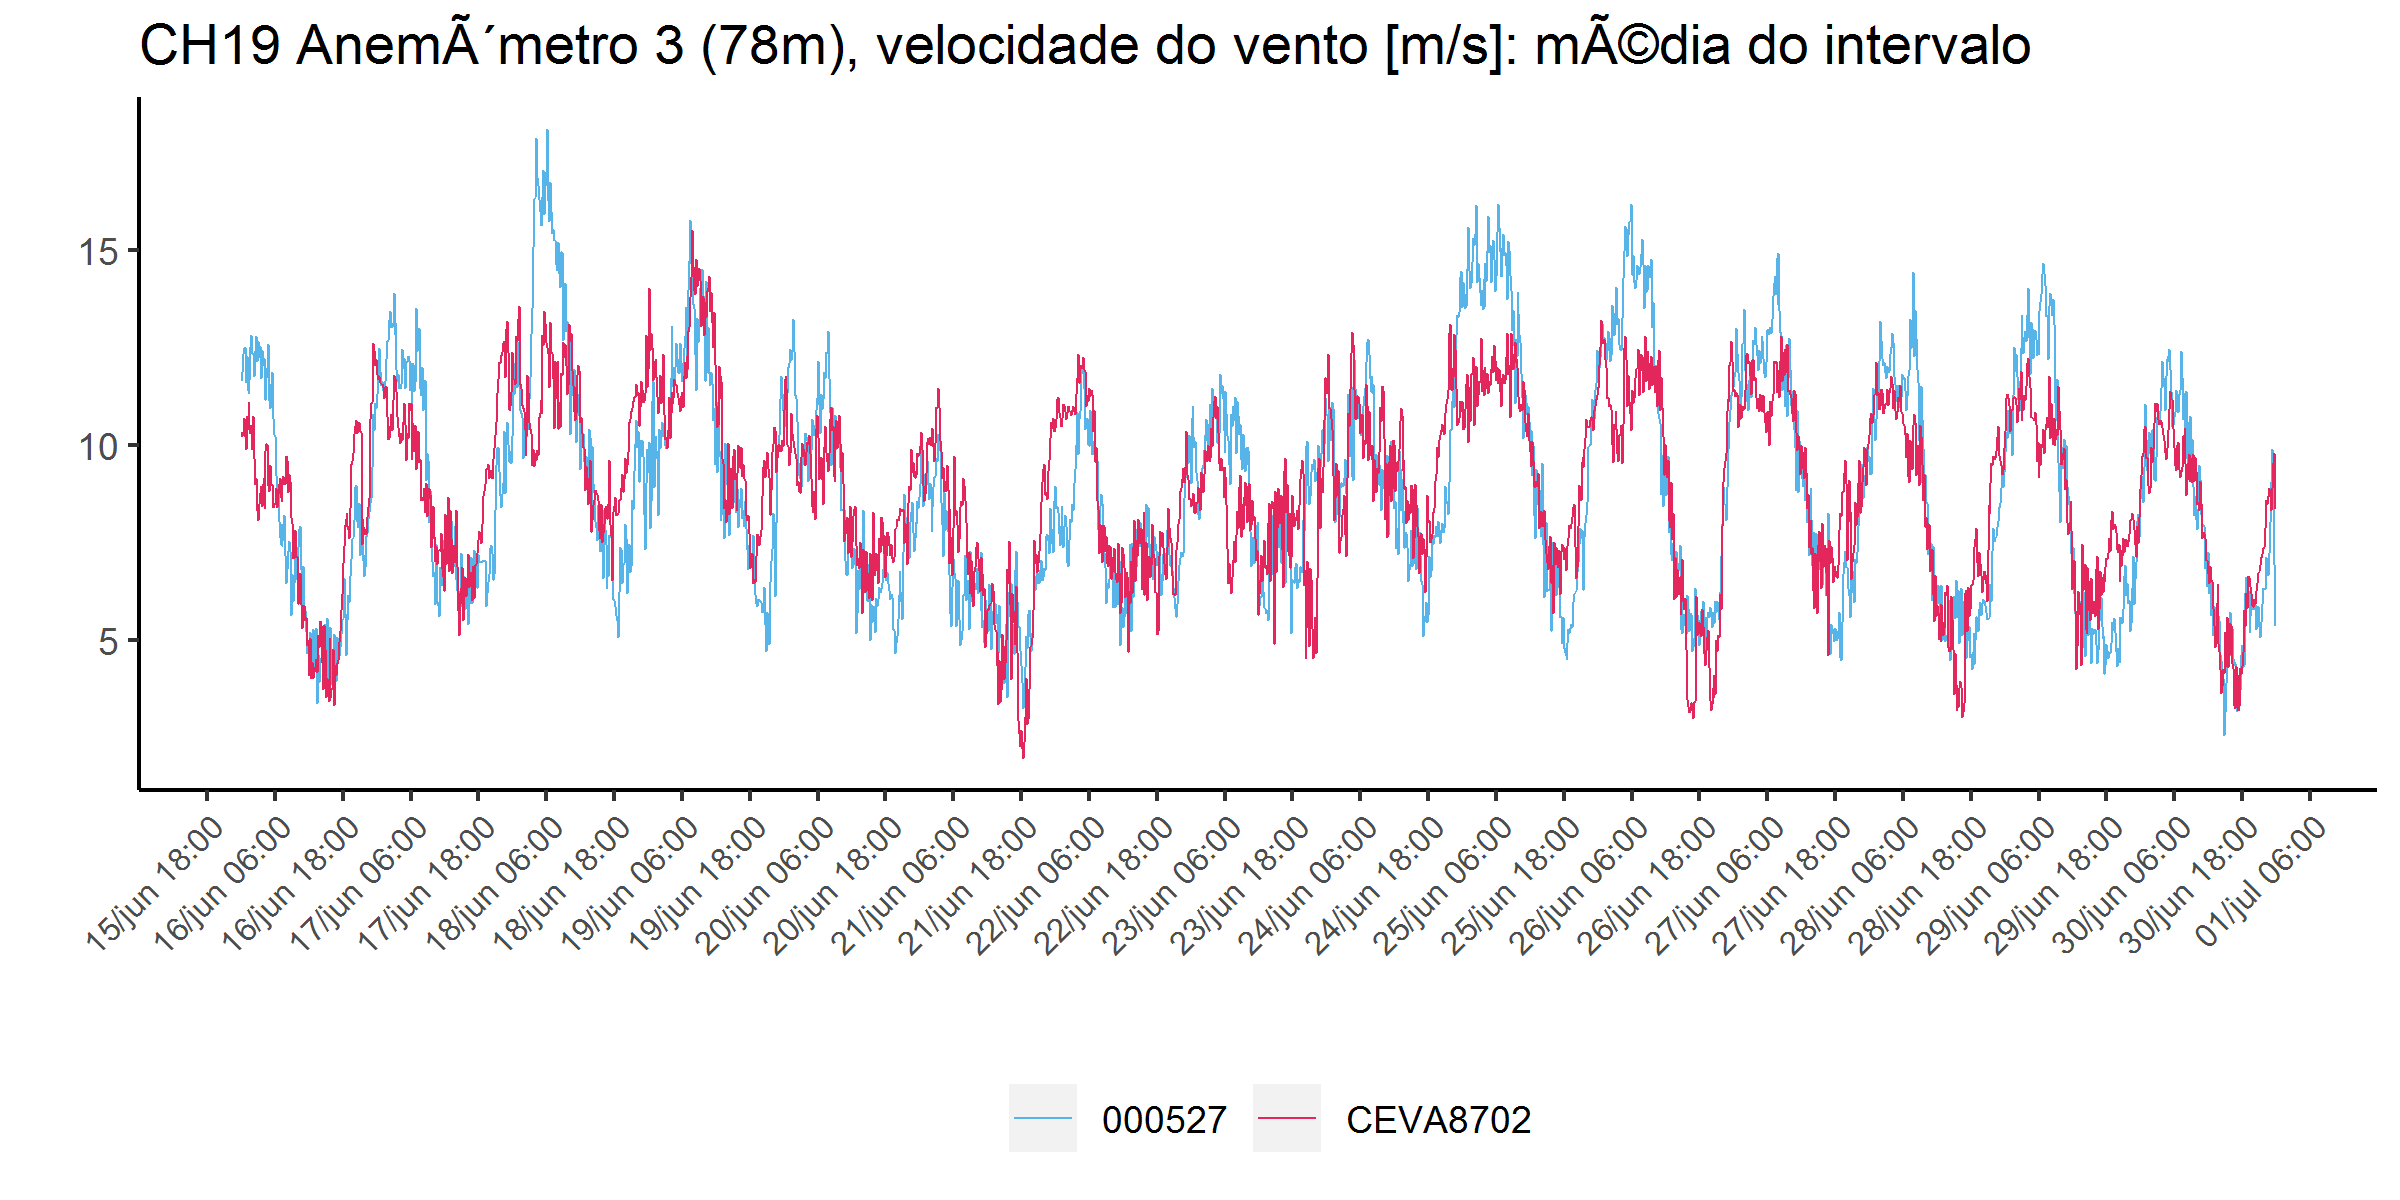 CH19 AnemÃ´metro 3 (78m), velocidade do vento [m/s]: mÃ©dia do intervalo
15
10
5
15/jun 18:00
16/jun 06:00
16/jun 18:00
17/jun 06:00
17/jun 18:00
18/jun 06:00
18/jun 18:00
19/jun 06:00
19/jun 18:00
20/jun 06:00
20/jun 18:00
21/jun 06:00
21/jun 18:00
22/jun 06:00
22/jun 18:00
23/jun 06:00
23/jun 18:00
24/jun 06:00
24/jun 18:00
25/jun 06:00
25/jun 18:00
26/jun 06:00
26/jun 18:00
27/jun 06:00
27/jun 18:00
28/jun 06:00
28/jun 18:00
29/jun 06:00
29/jun 18:00
30/jun 06:00
30/jun 18:00
01/jul 06:00
000527 CEVA8702